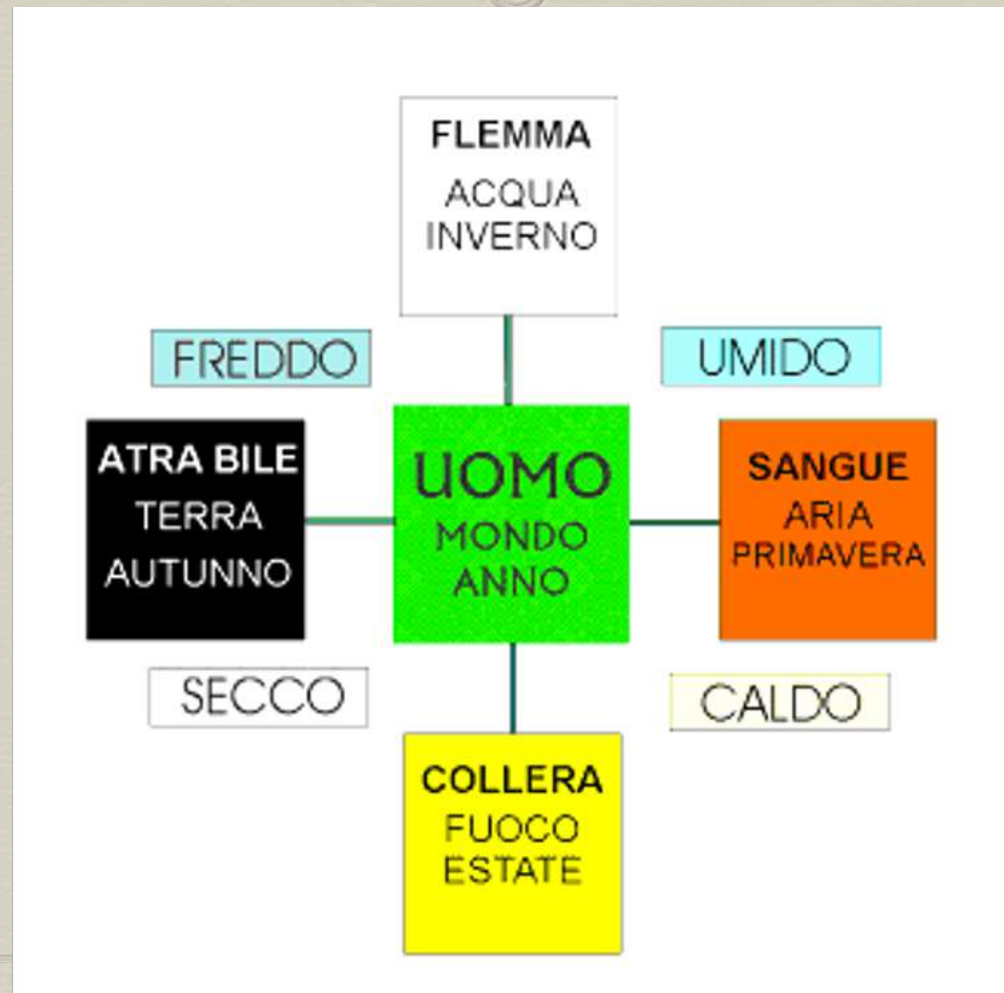 FLEMMA
ACQUA
INVERNO
FREDDO
UMIDO
ATRA BILE
TERRA
AUTUNNO
UOMO
MONDO
ANNO
SANGUE
ARIA
PRIMAVERA
SECCO
CALDO
COLLERA
FUOCO
ESTATE